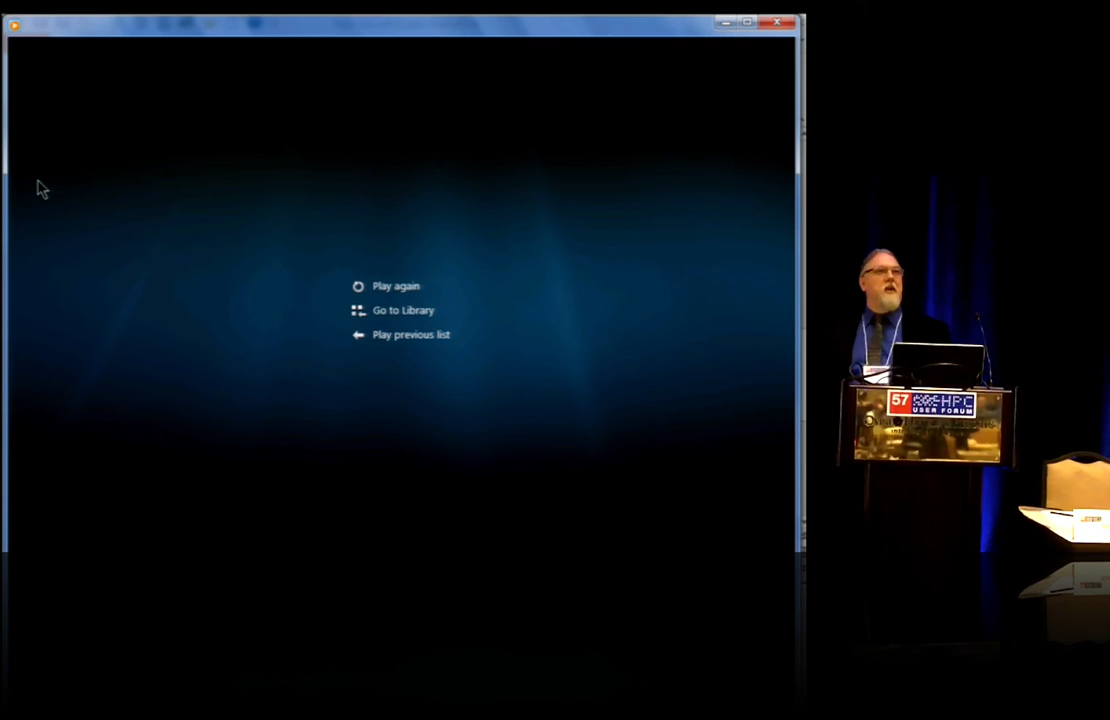 Play again
Go to Library
Play previous list
57
HPC
USER FORUM